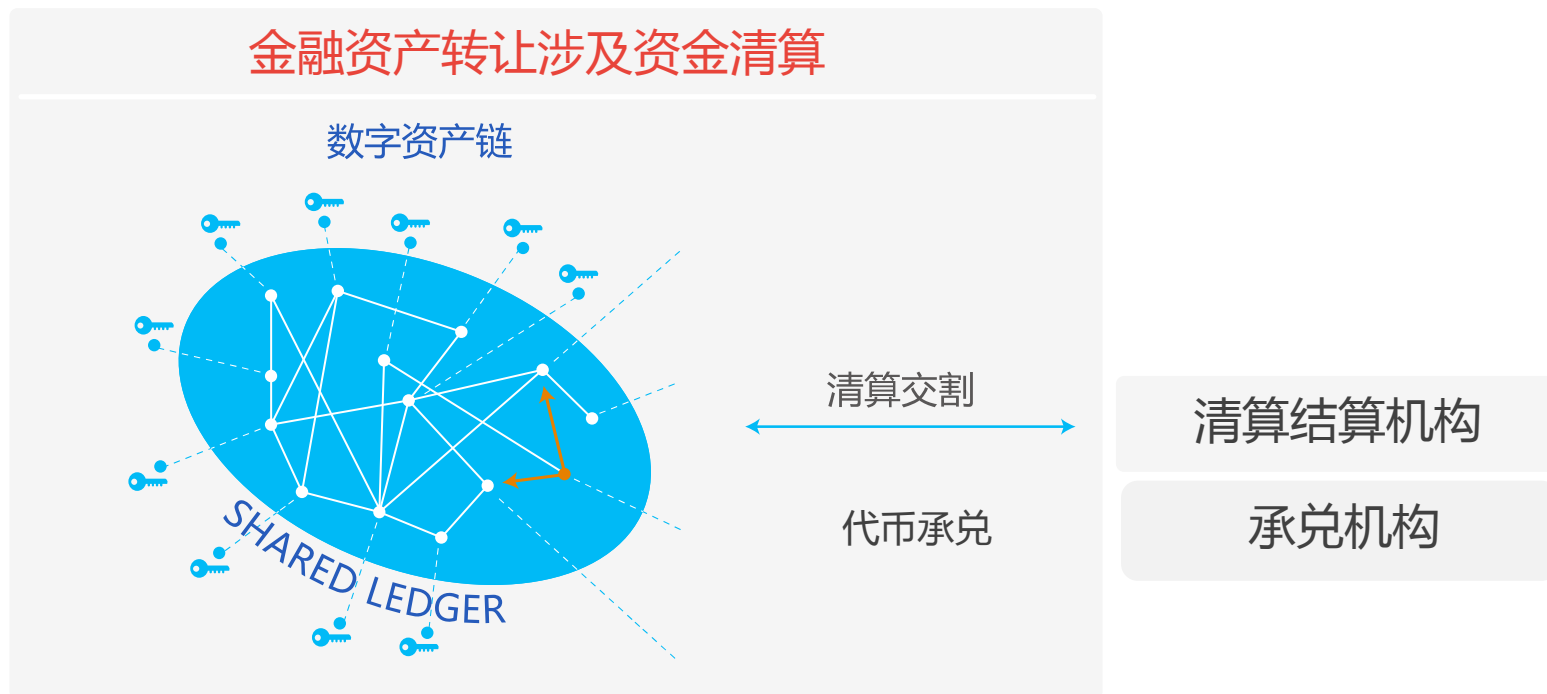 金融资产转让涉及资金清算
数字资产链
SHARED LEDGER
清算交割
代币承兑
清算结算机构
承兑机构